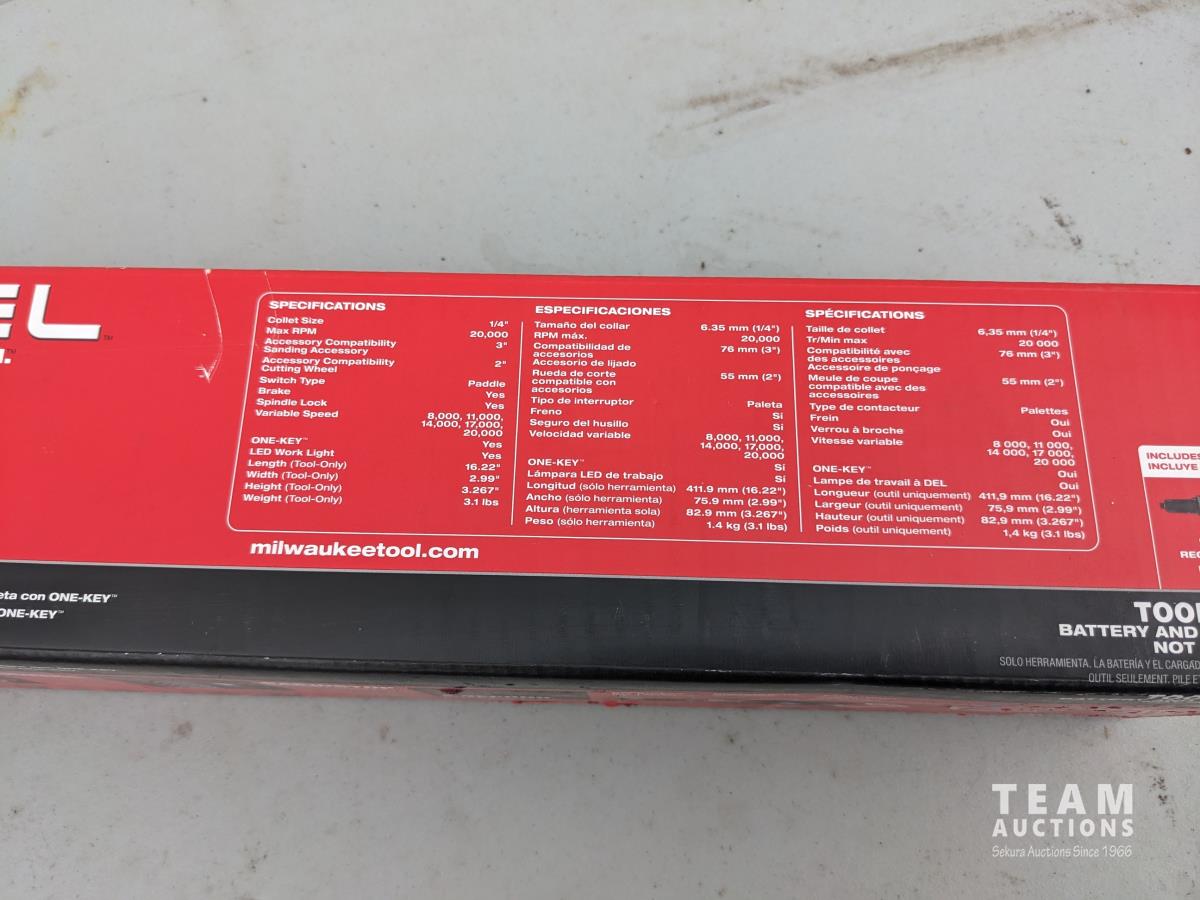 EL™
SPECIFICATIONS
Collet Size 1/4"
Max RPM 20,000
Accessory Compatibility 3"
Sanding Accessory
Accessory Compatibility
Cutting Wheel 2"
Switch Type Paddle
Brake Yes
Spindle Lock Yes
Variable Speed 8,000, 11,000,
14,000, 17,000,
20,000
ONE-KEY™ Yes
LED Work Light Yes
Length (Tool-Only) 16.22"
Width (Tool-Only) 2.99"
Height (Tool-Only) 3.267"
Weight (Tool-Only) 3.1 lbs
ESPECIFICACIONES
Tamaño del collar 6.35 mm (1/4")
RPM máx. 20,000
Compatibilidad de 76 mm (3")
accesorios
Accesorio de lijado
Rueda de corte 55 mm (2")
compatible con
accesorios
Tipo de interruptor Paleta
Freno Sí
Seguro del husillo Sí
Velocidad variable 8,000, 11,000,
14,000, 17,000,
20,000
ONE-KEY™ Sí
Lámpara LED de trabajo Sí
Longitud (sólo herramienta) 411.9 mm (16.22")
Ancho (sólo herramienta) 75.9 mm (2.99")
Altura (herramienta sola) 82.9 mm (3.267")
Peso (sólo herramienta) 1.4 kg (3.1 lbs)
SPÉCIFICATIONS
Taille de collet 6,35 mm (1/4")
Tr/Min max 20 000
Compatibilité avec 76 mm (3")
des accessoires
Accessoire de ponçage
Meule de coupe 55 mm (2")
compatible avec des
accessoires
Type de contacteur Palettes
Frein Oui
Verrou à broche Oui
Vitesse variable 8 000, 11 000,
14 000, 17 000,
20 000
ONE-KEY™ Oui
Lampe de travail à DEL Oui
Longueur (outil uniquement) 411,9 mm (16.22")
Largeur (outil uniquement) 75,9 mm (2.99")
Hauteur (outil uniquement) 82,9 mm (3.267")
Poids (outil uniquement) 1,4 kg (3.1 lbs)
milwaukeetool.com
INCLUDES
INCLUYE
REC
eta con ONE-KEY™
ONE-KEY™
TOOL
BATTERY AND
NOT
SOLO HERRAMIENTA. LA BATERÍA Y EL CARGAD
OUTIL SEULEMENT. PILE ET
TEAM
AUCTIONS
Sekura Auctions Since 1966